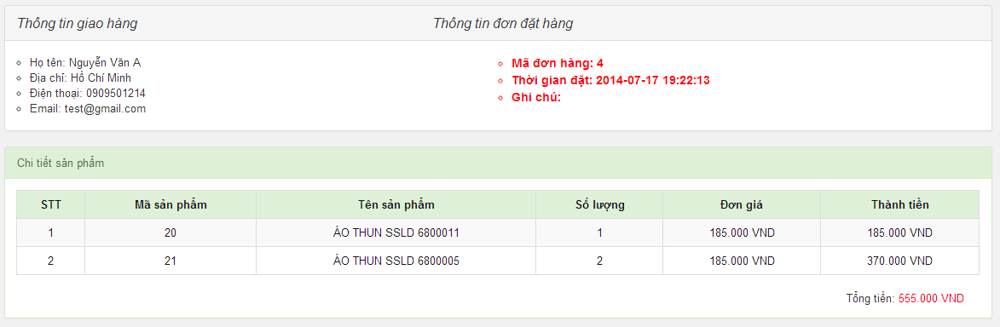 Thông tin giao hàng
Thông tin đơn đặt hàng
Họ tên: Nguyễn Văn A
Địa chỉ: Hồ Chí Minh
Điện thoại: 0909501214
Email: test@gmail.com
Mã đơn hàng: 4
Thời gian đặt: 2014-07-17 19:22:13
Ghi chú:
Chi tiết sản phẩm
STT Mã sản phẩm Tên sản phẩm Số lượng Đơn giá Thành tiền
1 20 ÁO THUN SSLD 6800011 1 185.000 VND 185.000 VND
2 21 ÁO THUN SSLD 6800005 2 185.000 VND 370.000 VND
Tổng tiền: 555.000 VND